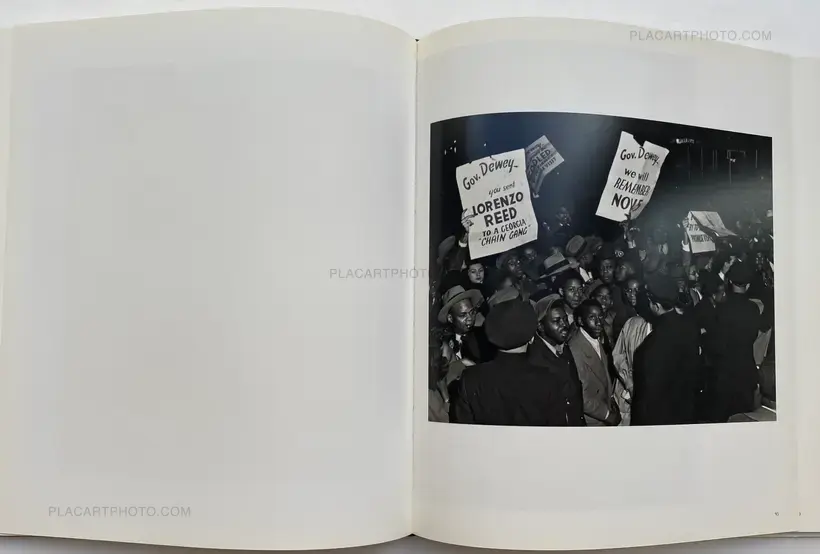 PLACARTPHOTO.COM
Gov. Dewey-
you sent
LORENZO
REED
TO A GEORGIA
"CHAIN GANG"
Gov. Dewey-
we will
REMEMBER
NOV
PLACARTPHOTO
PLACARTPHOTO.COM